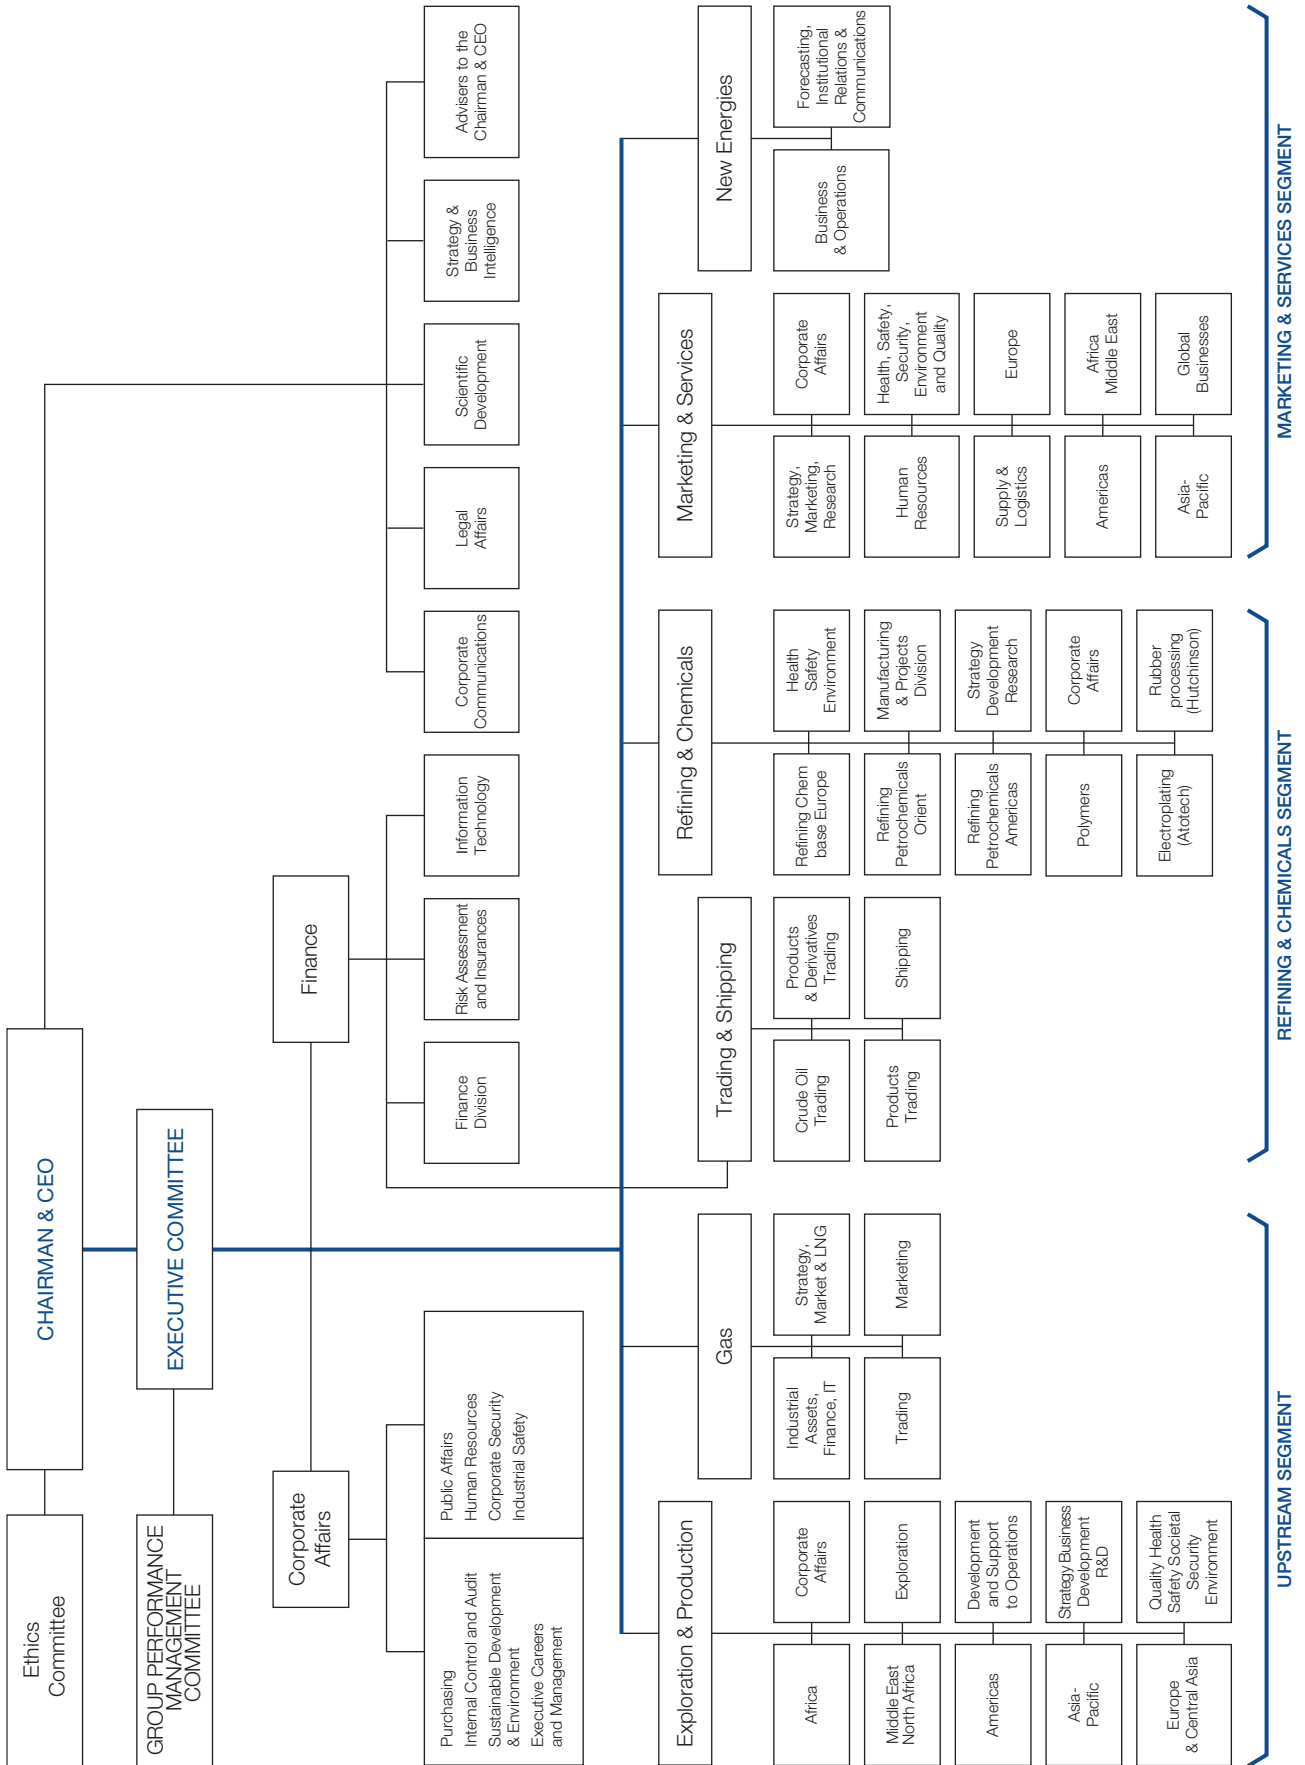 Ethics
Committee
CHAIRMAN & CEO
GROUP PERFORMANCE
MANAGEMENT
COMMITTEE
EXECUTIVE COMMITTEE
Corporate
Affairs
Finance
Purchasing
Internal Control and Audit
Sustainable Development
& Environment
Executive Careers
and Management
Public Affairs
Human Resources
Corporate Security
Industrial Safety
Finance
Division
Risk Assessment
and Insurances
Information
Technology
Corporate
Communications
Legal
Affairs
Scientific
Development
Strategy &
Business
Intelligence
Advisers to the
Chairman & CEO
Exploration & Production
Africa
Corporate
Affairs
Middle East
North Africa
Exploration
Americas
Development
and Support
to Operations
Asia-
Pacific
Strategy Business
Development
R&D
Europe
& Central Asia
Quality Health
Safety Societal
Security
Environment
Gas
Industrial
Assets,
Finance, IT
Strategy,
Market & LNG
Trading
Marketing
Trading & Shipping
Crude Oil
Trading
Products
& Derivatives
Trading
Products
Trading
Shipping
Refining & Chemicals
Refining Chem
base Europe
Health
Safety
Environment
Refining
Petrochemicals
Orient
Manufacturing
& Projects
Division
Refining
Petrochemicals
Americas
Strategy
Development
Research
Polymers
Corporate
Affairs
Electroplating
(Atotech)
Rubber
processing
(Hutchinson)
Marketing & Services
Strategy,
Marketing,
Research
Corporate
Affairs
Human
Resources
Health, Safety,
Security,
Environment
and Quality
Supply &
Logistics
Europe
Americas
Africa
Middle East
Asia-
Pacific
Global
Businesses
New Energies
Business
& Operations
Forecasting,
Institutional
Relations &
Communications
UPSTREAM SEGMENT
REFINING & CHEMICALS SEGMENT
MARKETING & SERVICES SEGMENT